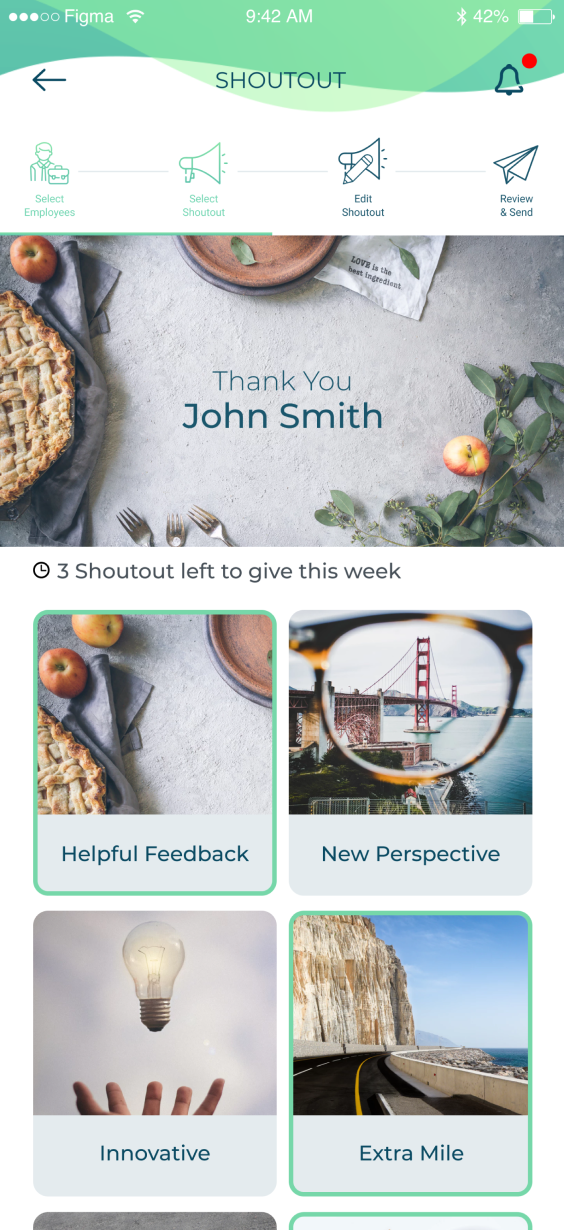 Figma
9:42 AM
42%
SHOUTOUT
Select
Employees
Select
Shoutout
Edit
Shoutout
Review
& Send
LOVE is the
best ingredient
Thank You
John Smith
3 Shoutout left to give this week
Helpful Feedback
New Perspective
Innovative
Extra Mile